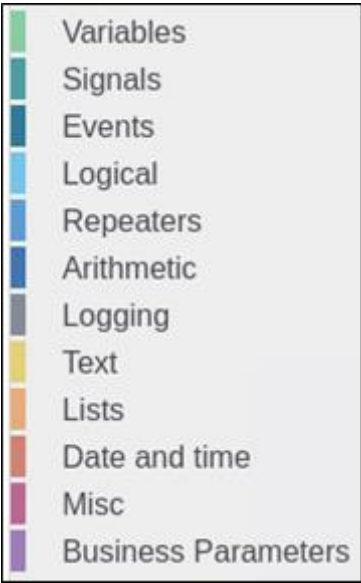 Variables
Signals
Events
Logical
Repeaters
Arithmetic
Logging
Text
Lists
Date and time
Misc
Business Parameters